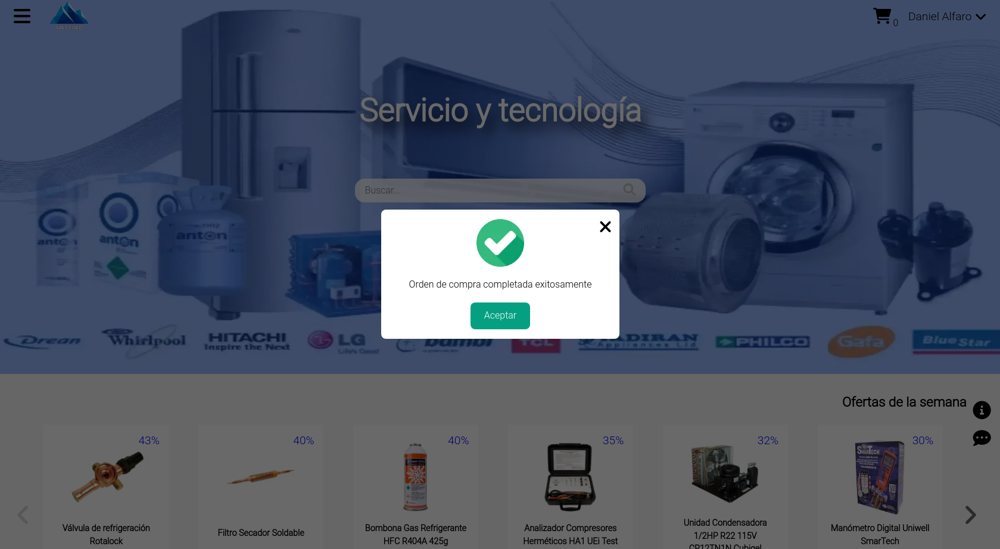 SALECOLD
0
Daniel Alfaro
Servicio y tecnología
Buscar...
anton
anton
anton
Orden de compra completada exitosamente
Aceptar
Drean
Whirlpool
HITACHI
Inspire the Next
LG
Life's Good
bambi
TCL
Appliances Ltd.
PHILCO
Gafa
Blue Star
Ofertas de la semana
43%
40%
40%
35%
32%
30%
SMARTECH
Válvula de refrigeración
Rotalock
Filtro Secador Soldable
Bombona Gas Refrigerante
HFC R404A 425g
Analizador Compresores
Herméticos HA1 UEi Test
Unidad Condensadora
1/2HP R22 115V
CP12TN1N Cubigel
Manómetro Digital Uniwell
SmarTech